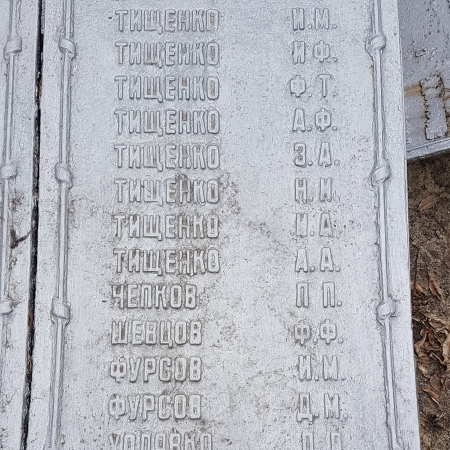 ТИЩЕНКО И.М.
ТИЩЕНКО И.Ф.
ТИЩЕНКО Ф.Т.
ТИЩЕНКО А.Ф.
ТИЩЕНКО З.А.
ТИЩЕНКО Н.И.
ТИЩЕНКО И.Д.
ТИЩЕНКО А.А.
ЧЕПКОВ П П.
ШЕВЦОВ Ф.Ф.
ФУРСОВ И.М.
ФУРСОВ Д.М.